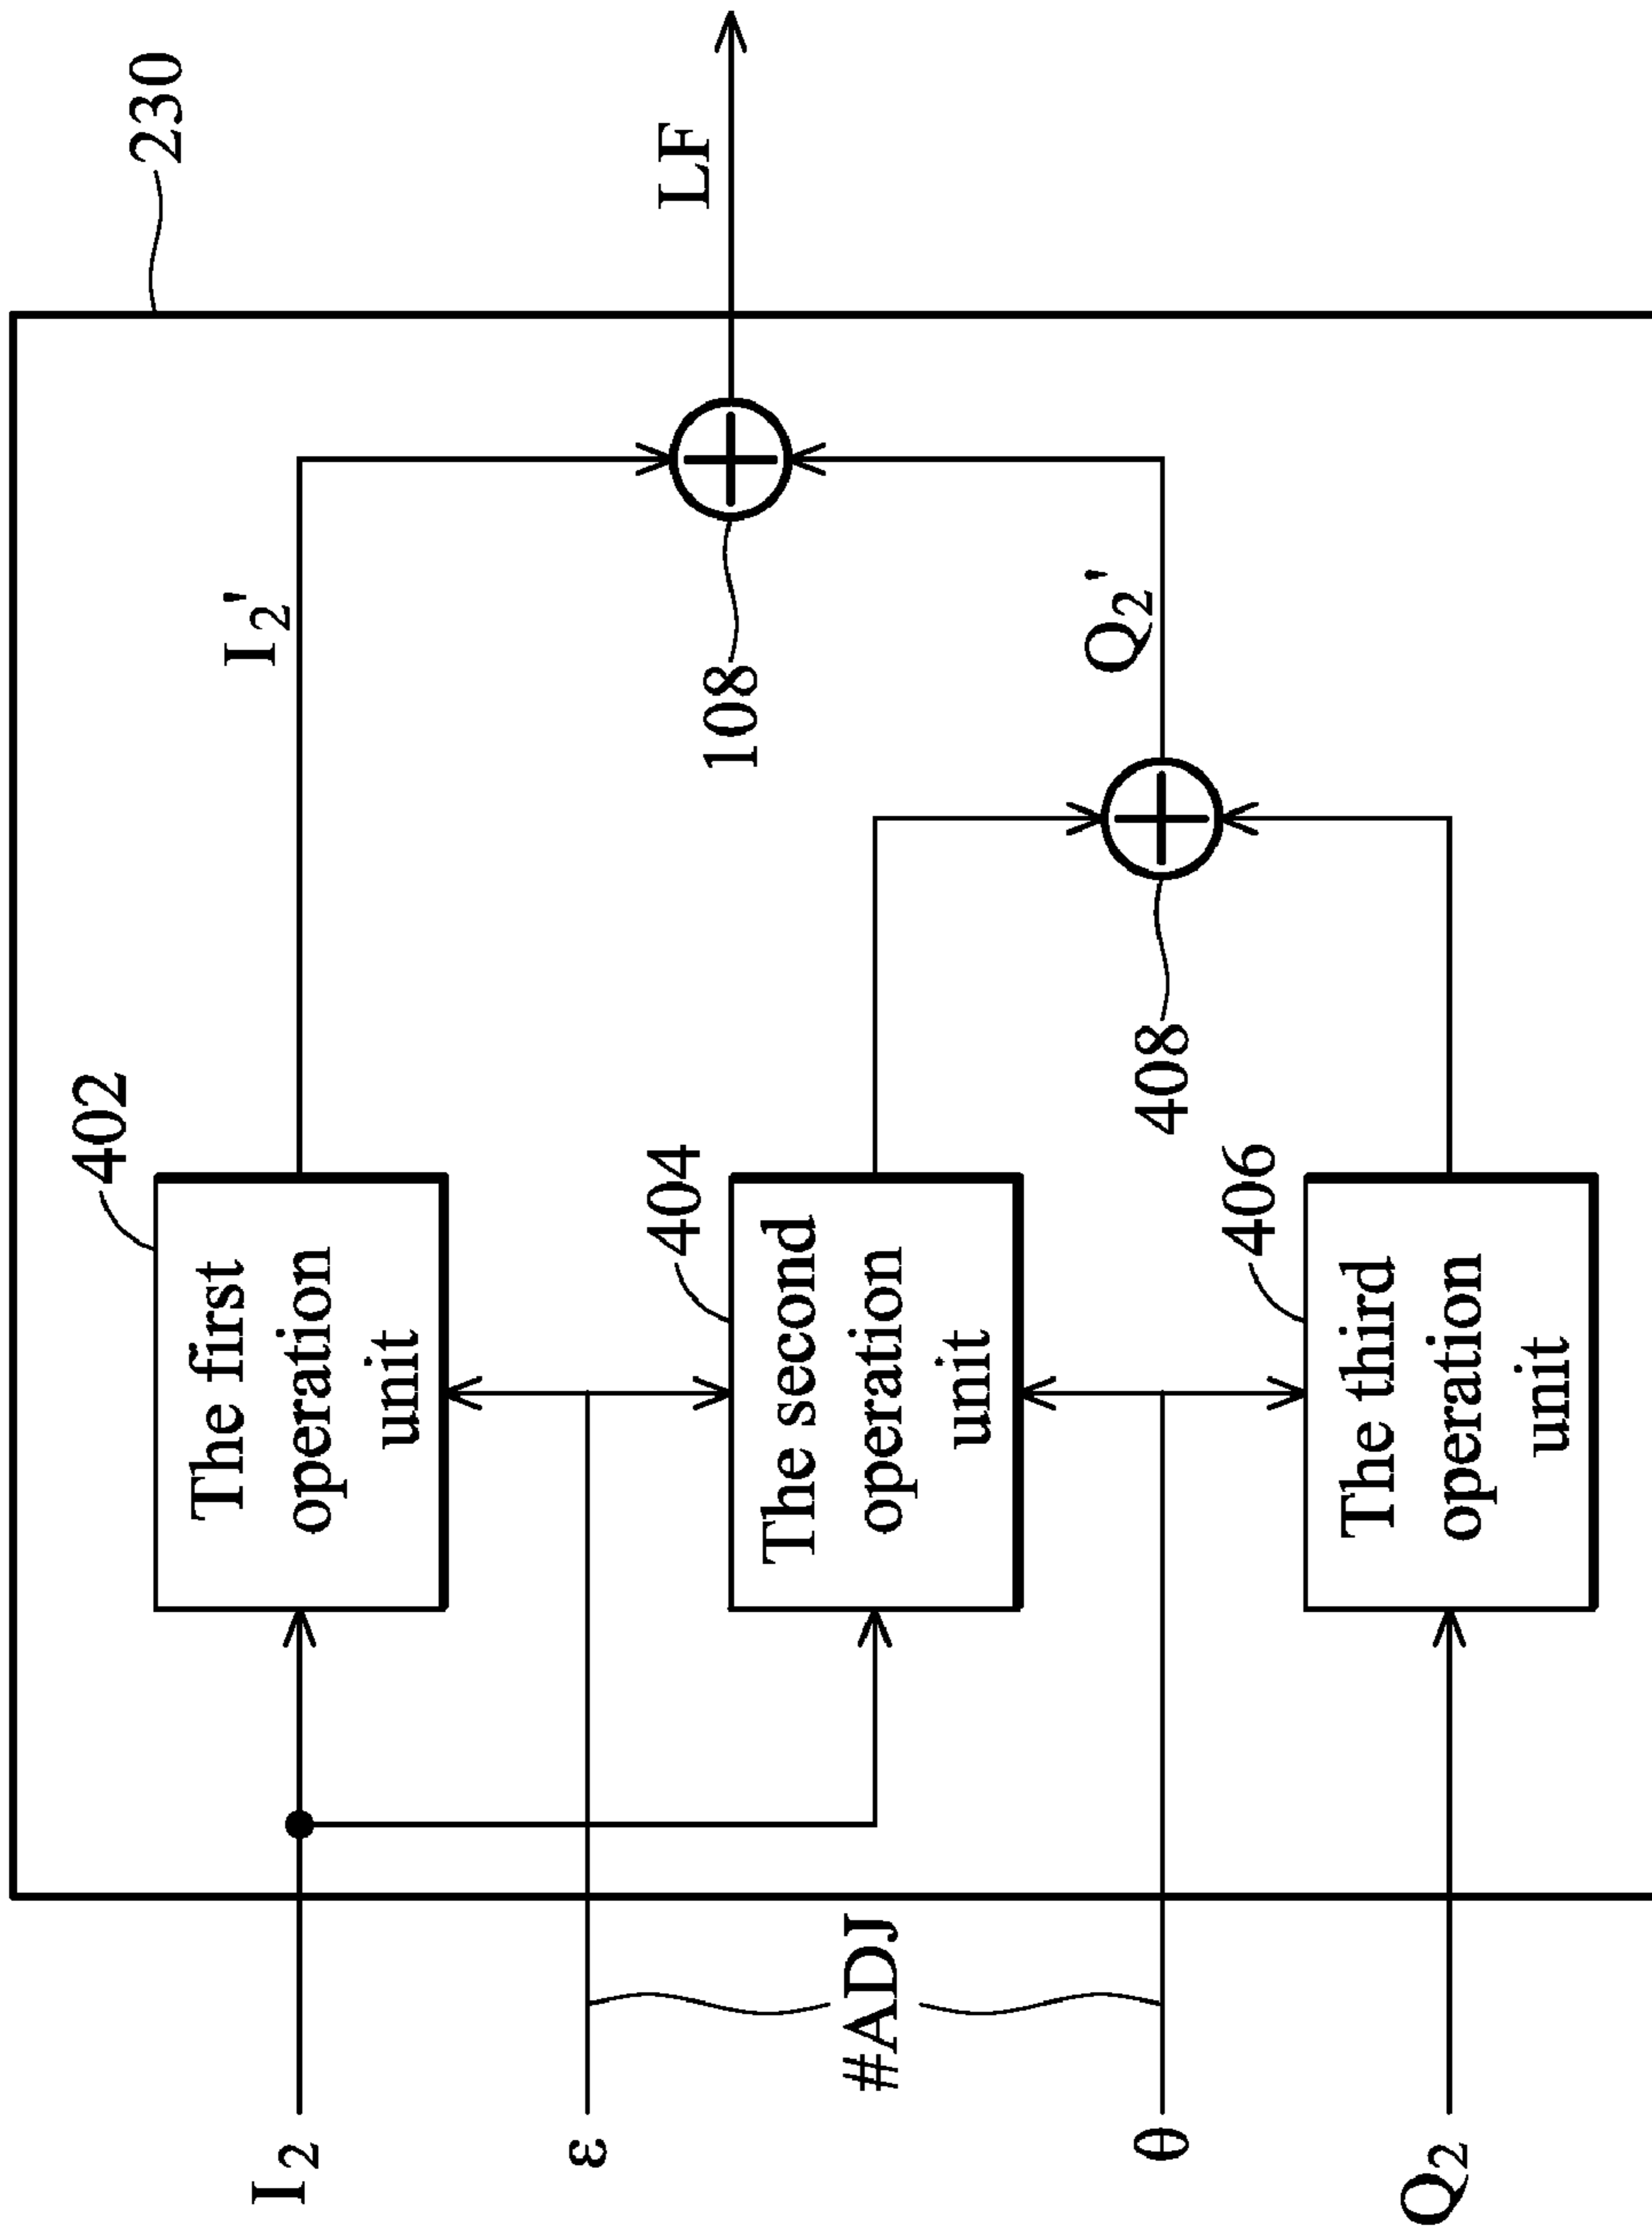 230
402
The first
operation
unit
I2'
LF
108
I2
ε
404
The second
operation
unit
Q2'
#ADJ
408
θ
406
The third
operation
unit
Q2